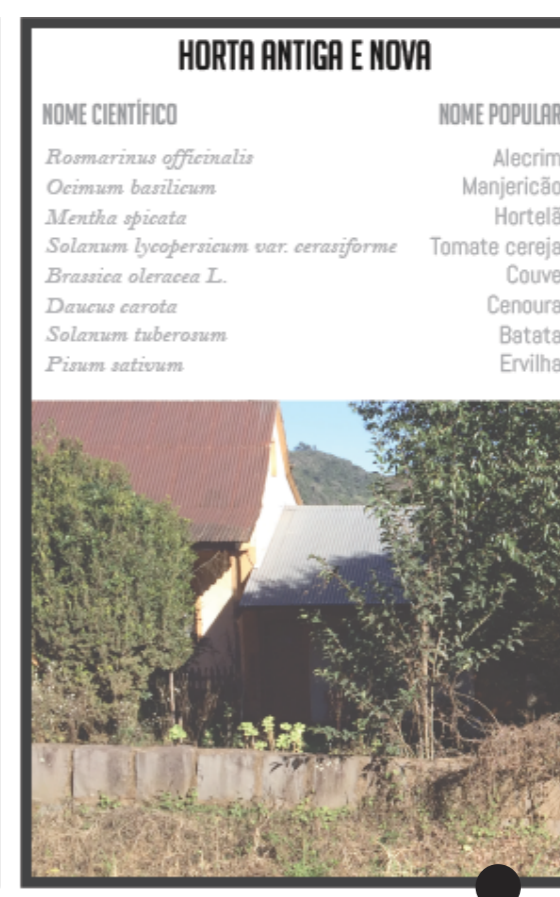 HORTA ANTIGA E NOVA
NOME CIENTÍFICO NOME POPULAR
Rosmarinus officinalis Alecrim
Ocimum basilicum Manjericão
Mentha spicata Hortelã
Solanum lycopersicum var. cerasiforme Tomate cereja
Brassica oleracea L. Couve
Daucus carota Cenoura
Solanum tuberosum Batata
Pisum sativum Ervilha